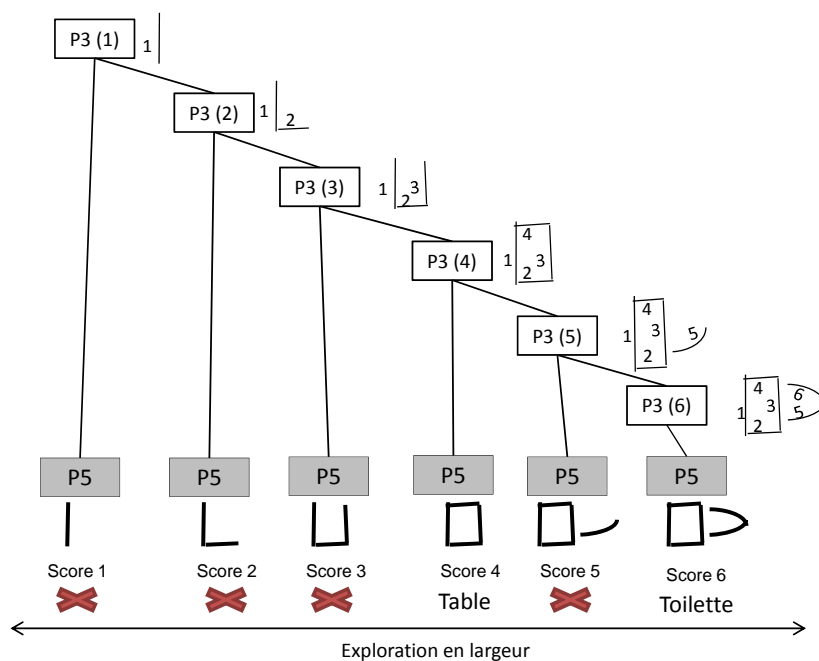 P3 (1)
1
P3 (2)
1
2
P3 (3)
1
2
3
P3 (4)
1
4
3
2
P3 (5)
1
4
3
2
5
P3 (6)
1
4
3
2
6
5
P5 P5 P5 P5 P5 P5
Score 1 Score 2 Score 3 Score 4 Score 5 Score 6
Table Toilette
Exploration en largeur